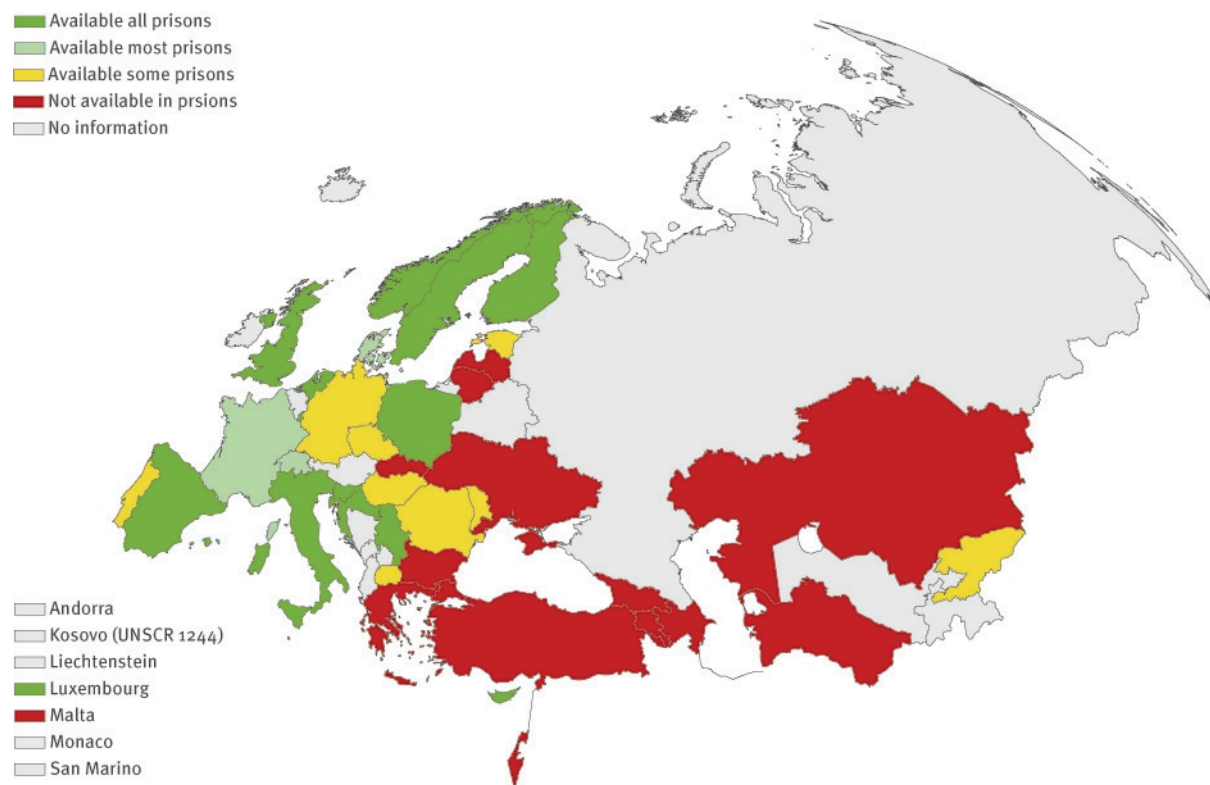 Available all prisons
Available most prisons
Available some prisons
Not available in prsions
No information
Andorra
Kosovo (UNSCR 1244)
Liechtenstein
Luxembourg
Malta
Monaco
San Marino